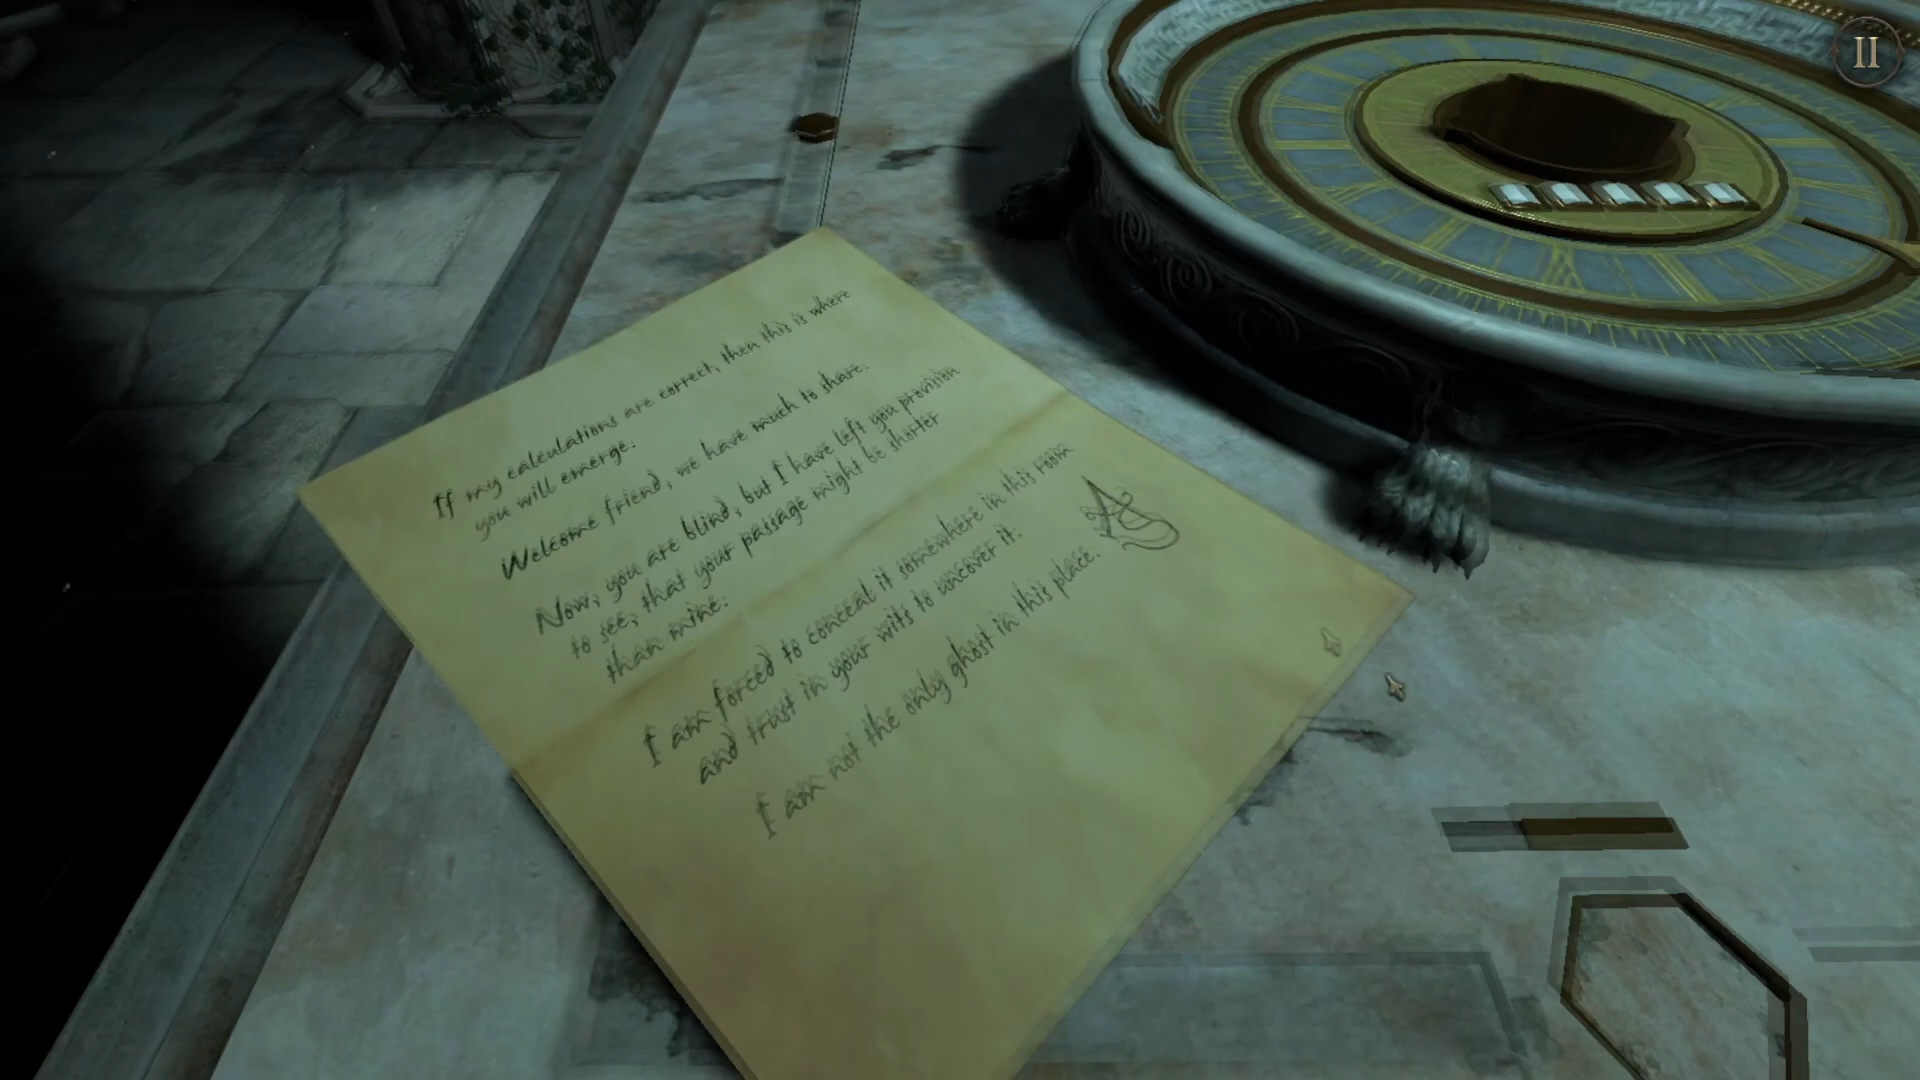 If my calculations are correct, then this is where
you will emerge.
Welcome friend, we have much to share.
Now, you are blind, but I have left you provision
to see, that your passage might be shorter
than mine.
I am forced to conceal it somewhere in this room
and trust in your wits to uncover it.
I am not the only ghost in this place.
AS